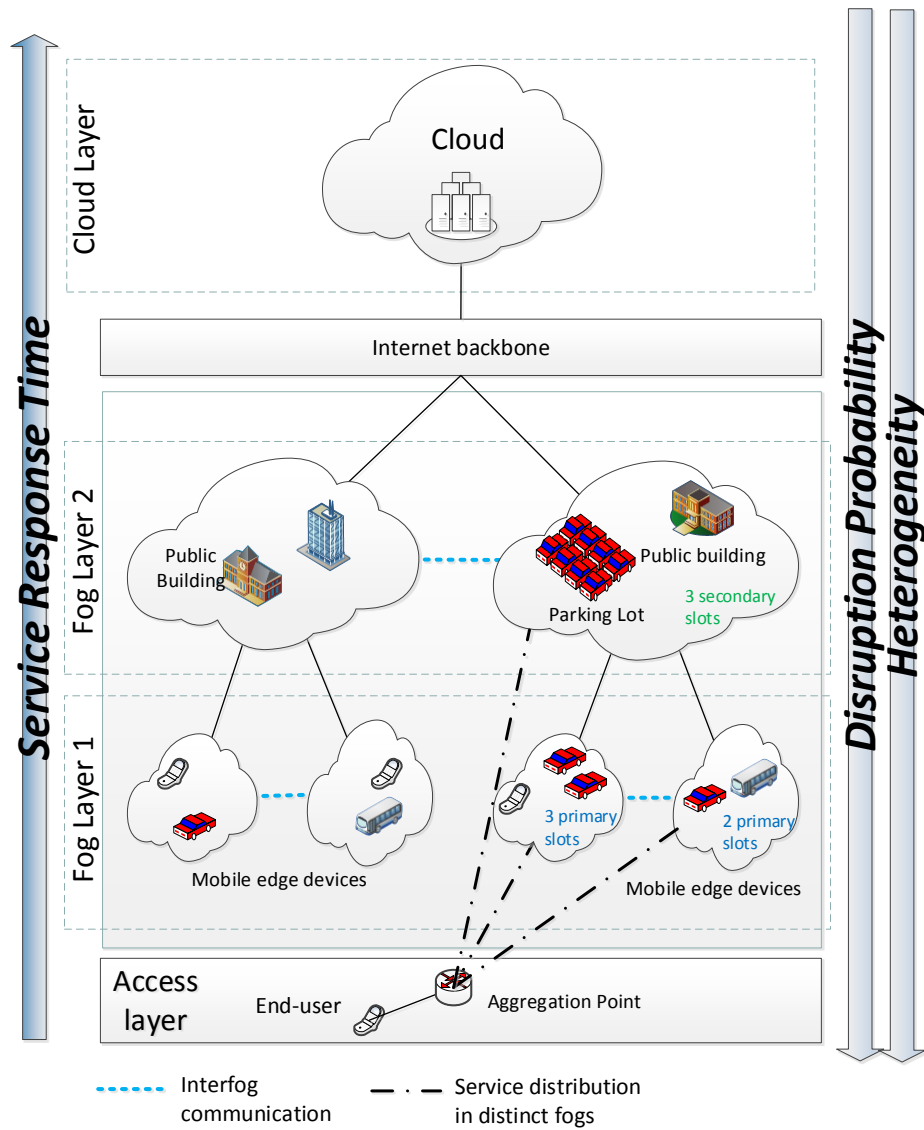 Service Response Time
Disruption Probability
Heterogeneity
Cloud Layer
Cloud
Internet backbone
Fog Layer 2
Public
Building
Public building
Parking Lot
3 secondary
slots
Fog Layer 1
3 primary
slots
2 primary
slots
Mobile edge devices
Mobile edge devices
Access
layer
End-user
Aggregation Point
Interfog
communication
Service distribution
in distinct fogs